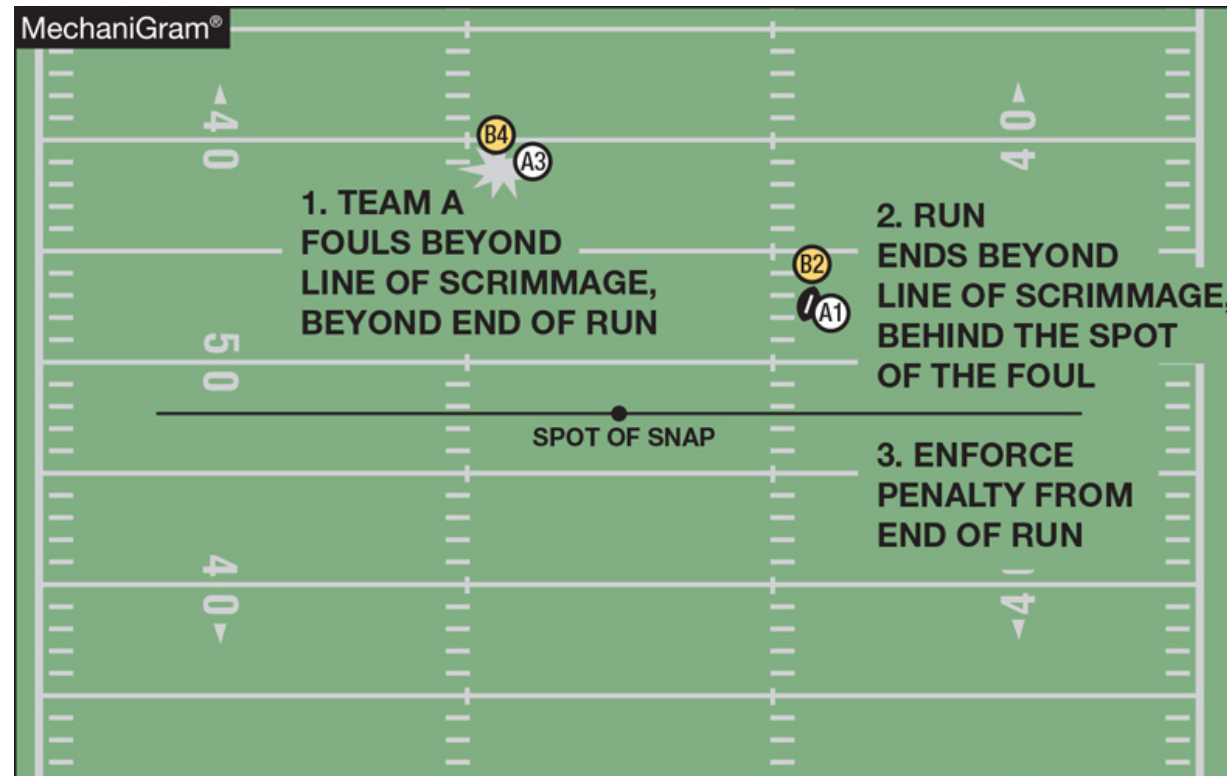 MechaniGram®
40
40
B4
A3
1. TEAM A
FOULS BEYOND
LINE OF SCRIMMAGE,
BEYOND END OF RUN
2. RUN
ENDS BEYOND
LINE OF SCRIMMAGE,
BEHIND THE SPOT
OF THE FOUL
B2
A1
50
SPOT OF SNAP
3. ENFORCE
PENALTY FROM
END OF RUN
40
4